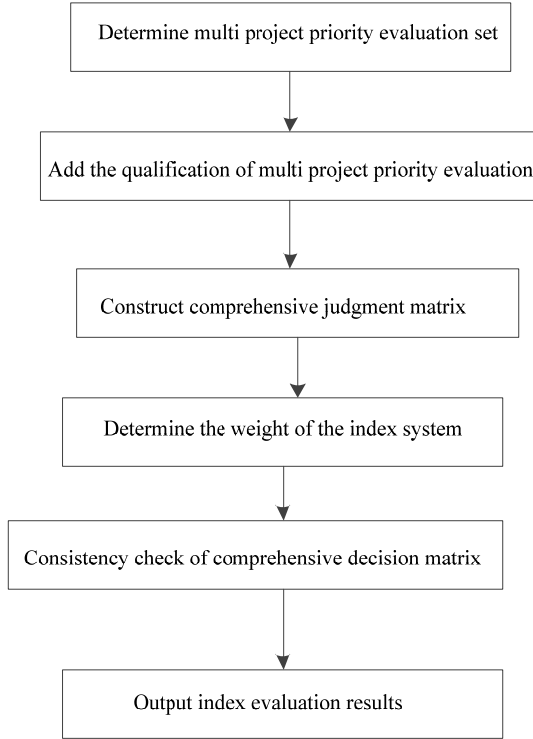 Determine multi project priority evaluation set
Add the qualification of multi project priority evaluation
Construct comprehensive judgment matrix
Determine the weight of the index system
Consistency check of comprehensive decision matrix
Output index evaluation results